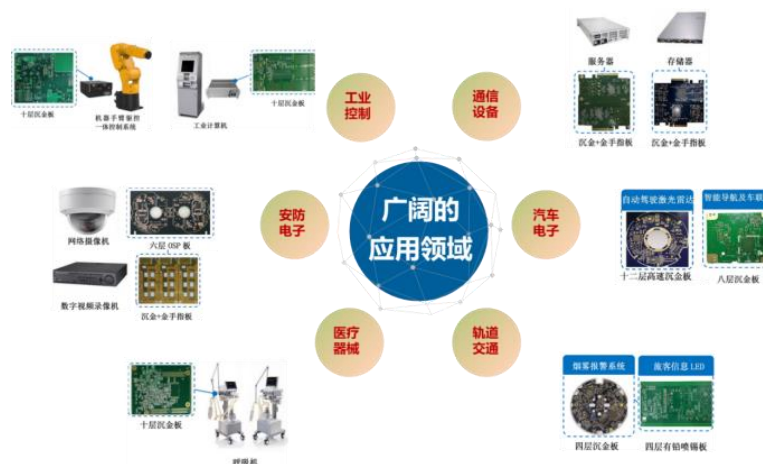 工业
控制
通信
设备
安防
电子
广阔的
应用领域
汽车
电子
医疗
器械
轨道
交通
十层沉金板
机器手臂驱控
一体控制系统
工业计算机
十层沉金板
服务器
存储器
沉金+金手指板
沉金+金手指板
网络摄像机
六层 OSP 板
数字视频录像机
沉金+金手指板
自动驾驶激光雷达
智能导航及车联
十二层高速沉金板
八层沉金板
十层沉金板
呼吸机
烟雾报警系统
旅客信息 LED
四层沉金板
四层有铅喷锡板